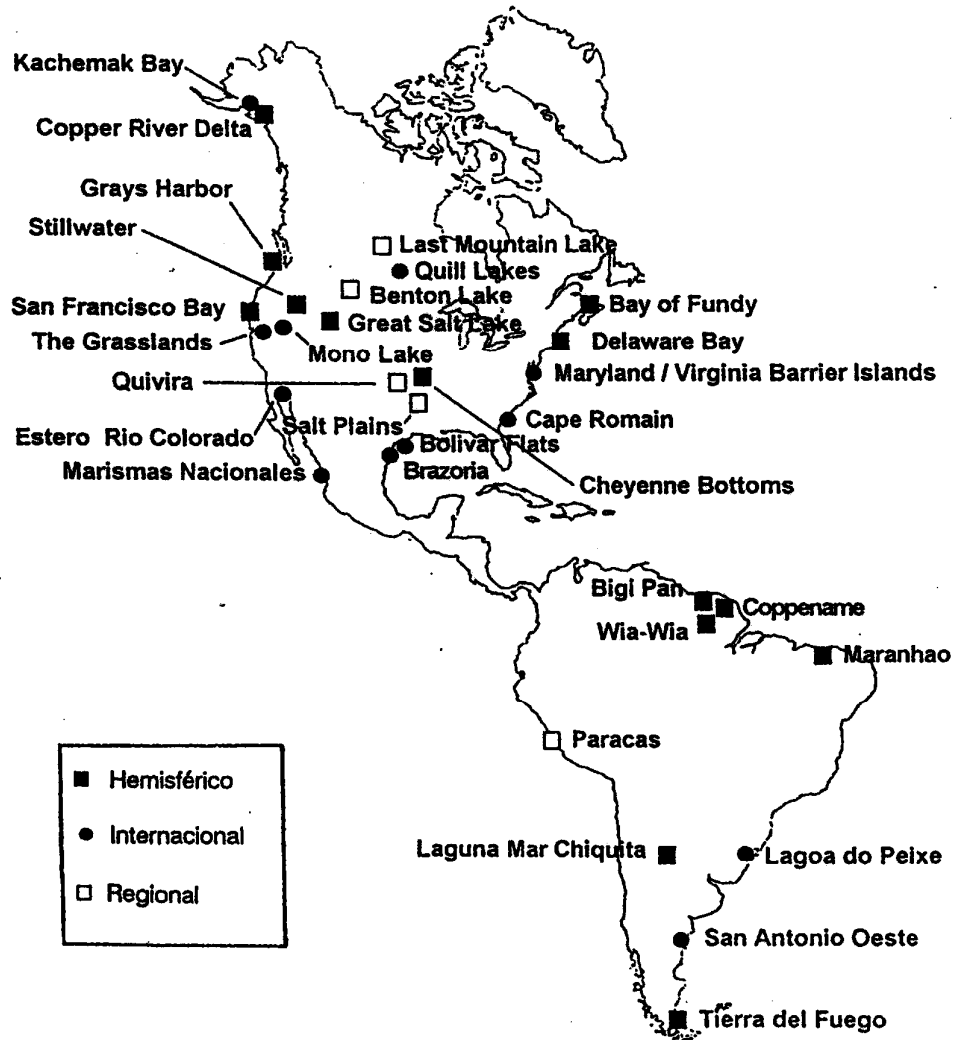 Kachemak Bay
Copper River Delta
Grays Harbor
Stillwater
Last Mountain Lake
Quill Lakes
Benton Lake
San Francisco Bay
Bay of Fundy
Great Salt Lake
The Grasslands
Delaware Bay
Mono Lake
Quivira
Maryland / Virginia Barrier Islands
Salt Plains
Cape Romain
Estero Rio Colorado
Bolivar Flats
Marismas Nacionales
Brazoria
Cheyenne Bottoms
Bigi Pan
Coppename
Wia-Wia
Maranhao
Paracas
Hemisférico
Internacional
Regional
Laguna Mar Chiquita
Lagoa do Peixe
San Antonio Oeste
Tierra del Fuego